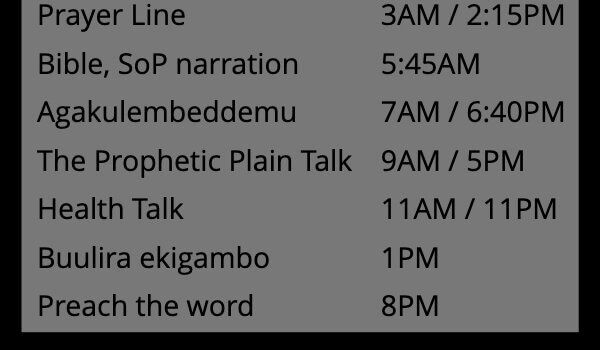 Prayer Line 3AM / 2:15PM
Bible, SoP narration 5:45AM
Agakulembeddemu 7AM / 6:40PM
The Prophetic Plain Talk 9AM / 5PM
Health Talk 11AM / 11PM
Buulira ekigambo 1PM
Preach the word 8PM